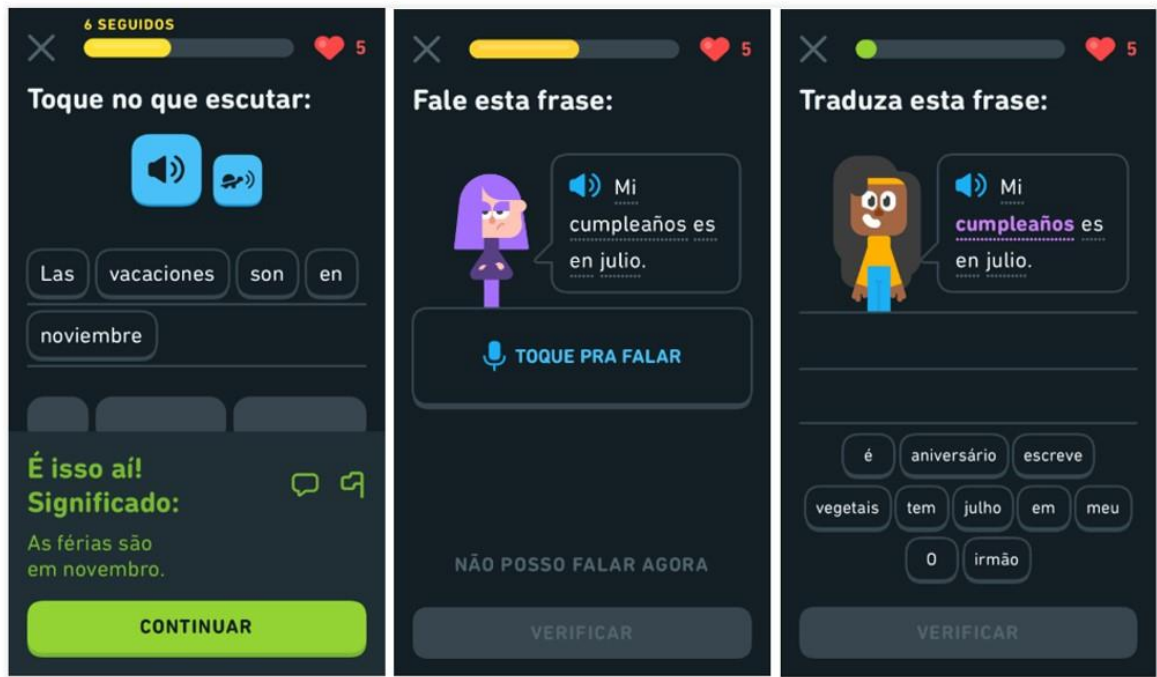 6 SEGUIDOS
5
Toque no que escutar:
Las vacaciones son en
noviembre
É isso aí!
Significado:
As férias são
em novembro.
CONTINUAR
5
Fale esta frase:
Mi
cumpleaños es
en julio.
TOQUE PRA FALAR
NÃO POSSO FALAR AGORA
VERIFICAR
5
Traduza esta frase:
Mi
cumpleaños es
en julio.
é aniversário escreve
vegetais tem julho em meu
O irmão
VERIFICAR